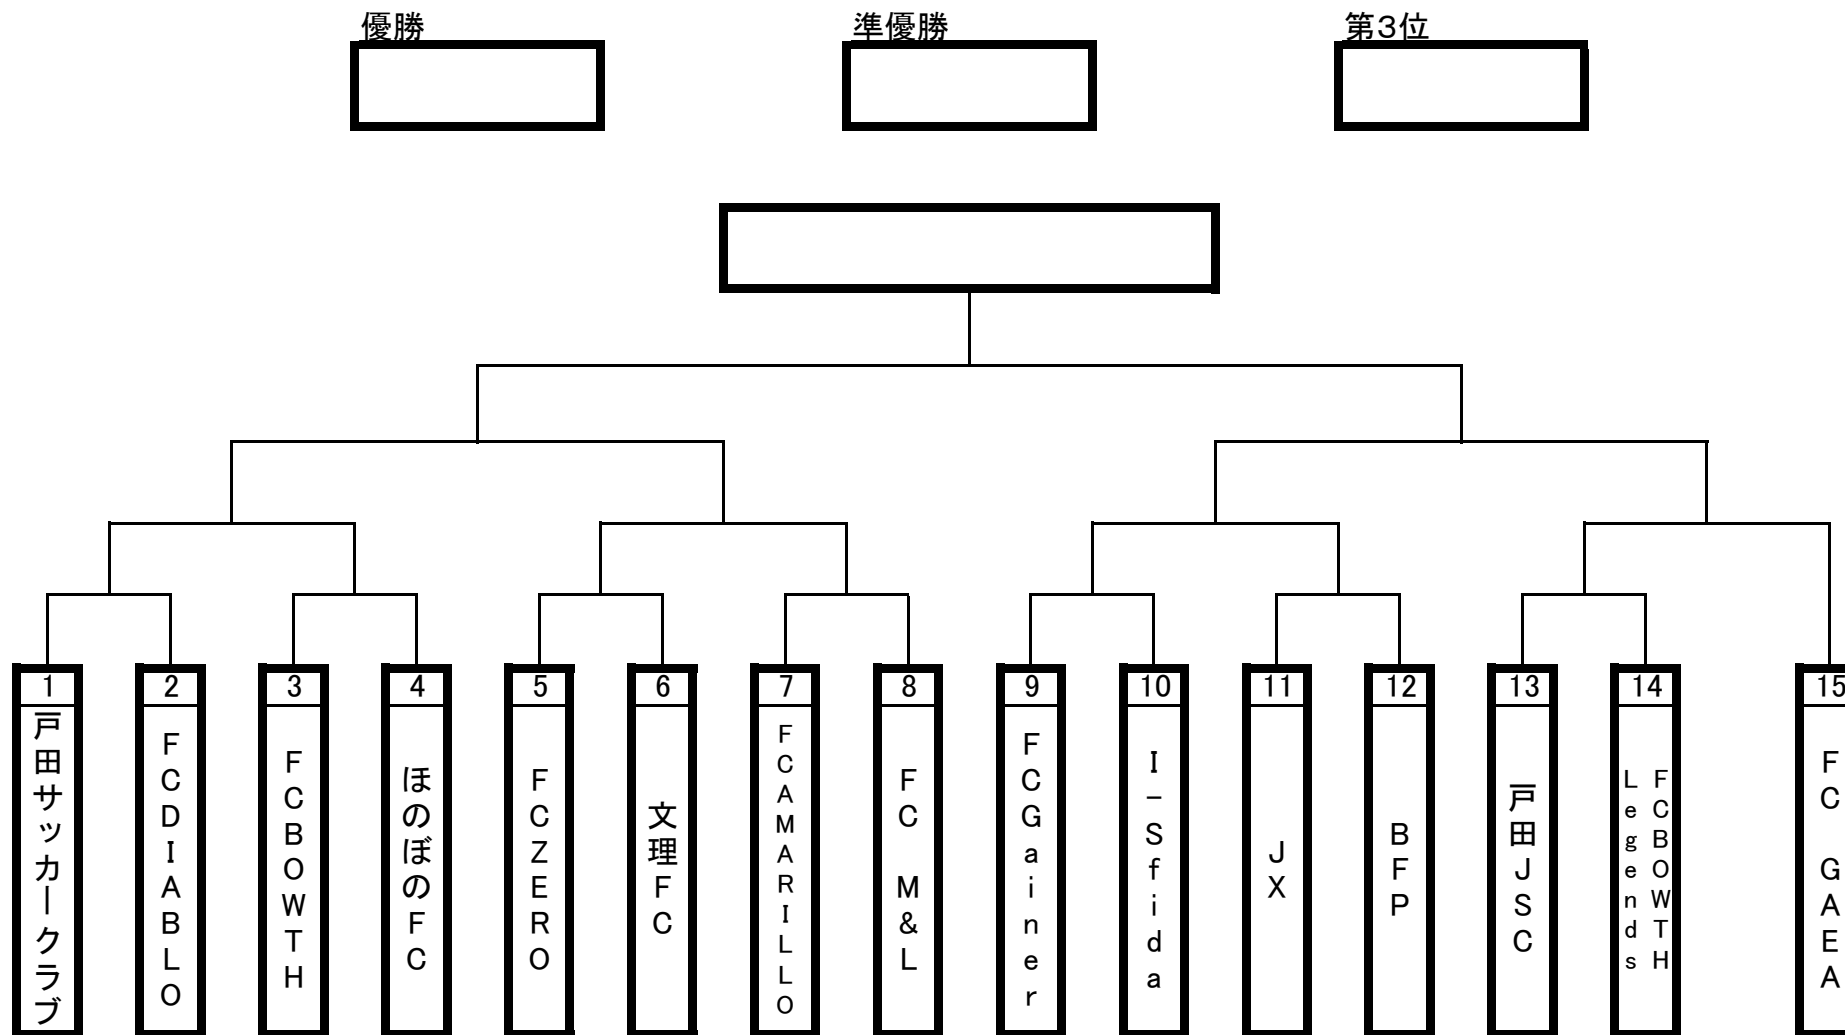 優勝
準優勝
第3位
1
2
3
4
5
6
7
8
9
10
11
12
13
14
15
戸田サッカークラブ
FCDIABLO
FCBOWTH
ほのぼのFC
FCZERO
文理FC
FCAMARILLO
FC M&L
FCGainer
I-Sfida
JX
BFP
戸田JSC
FCBOWTH
Legends
FC GAEA